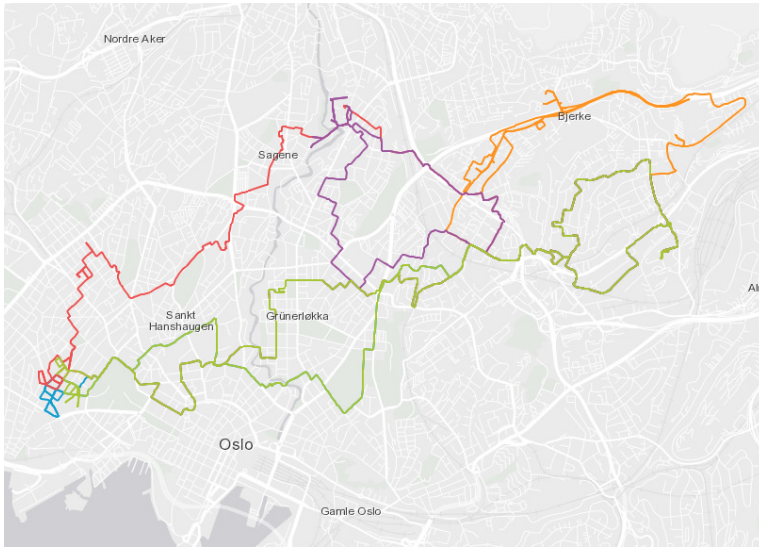 Nordre Aker
Bjerke
Sagene
Sankt
Hanshaugen
Grünerløkka
Oslo
Gamle Oslo